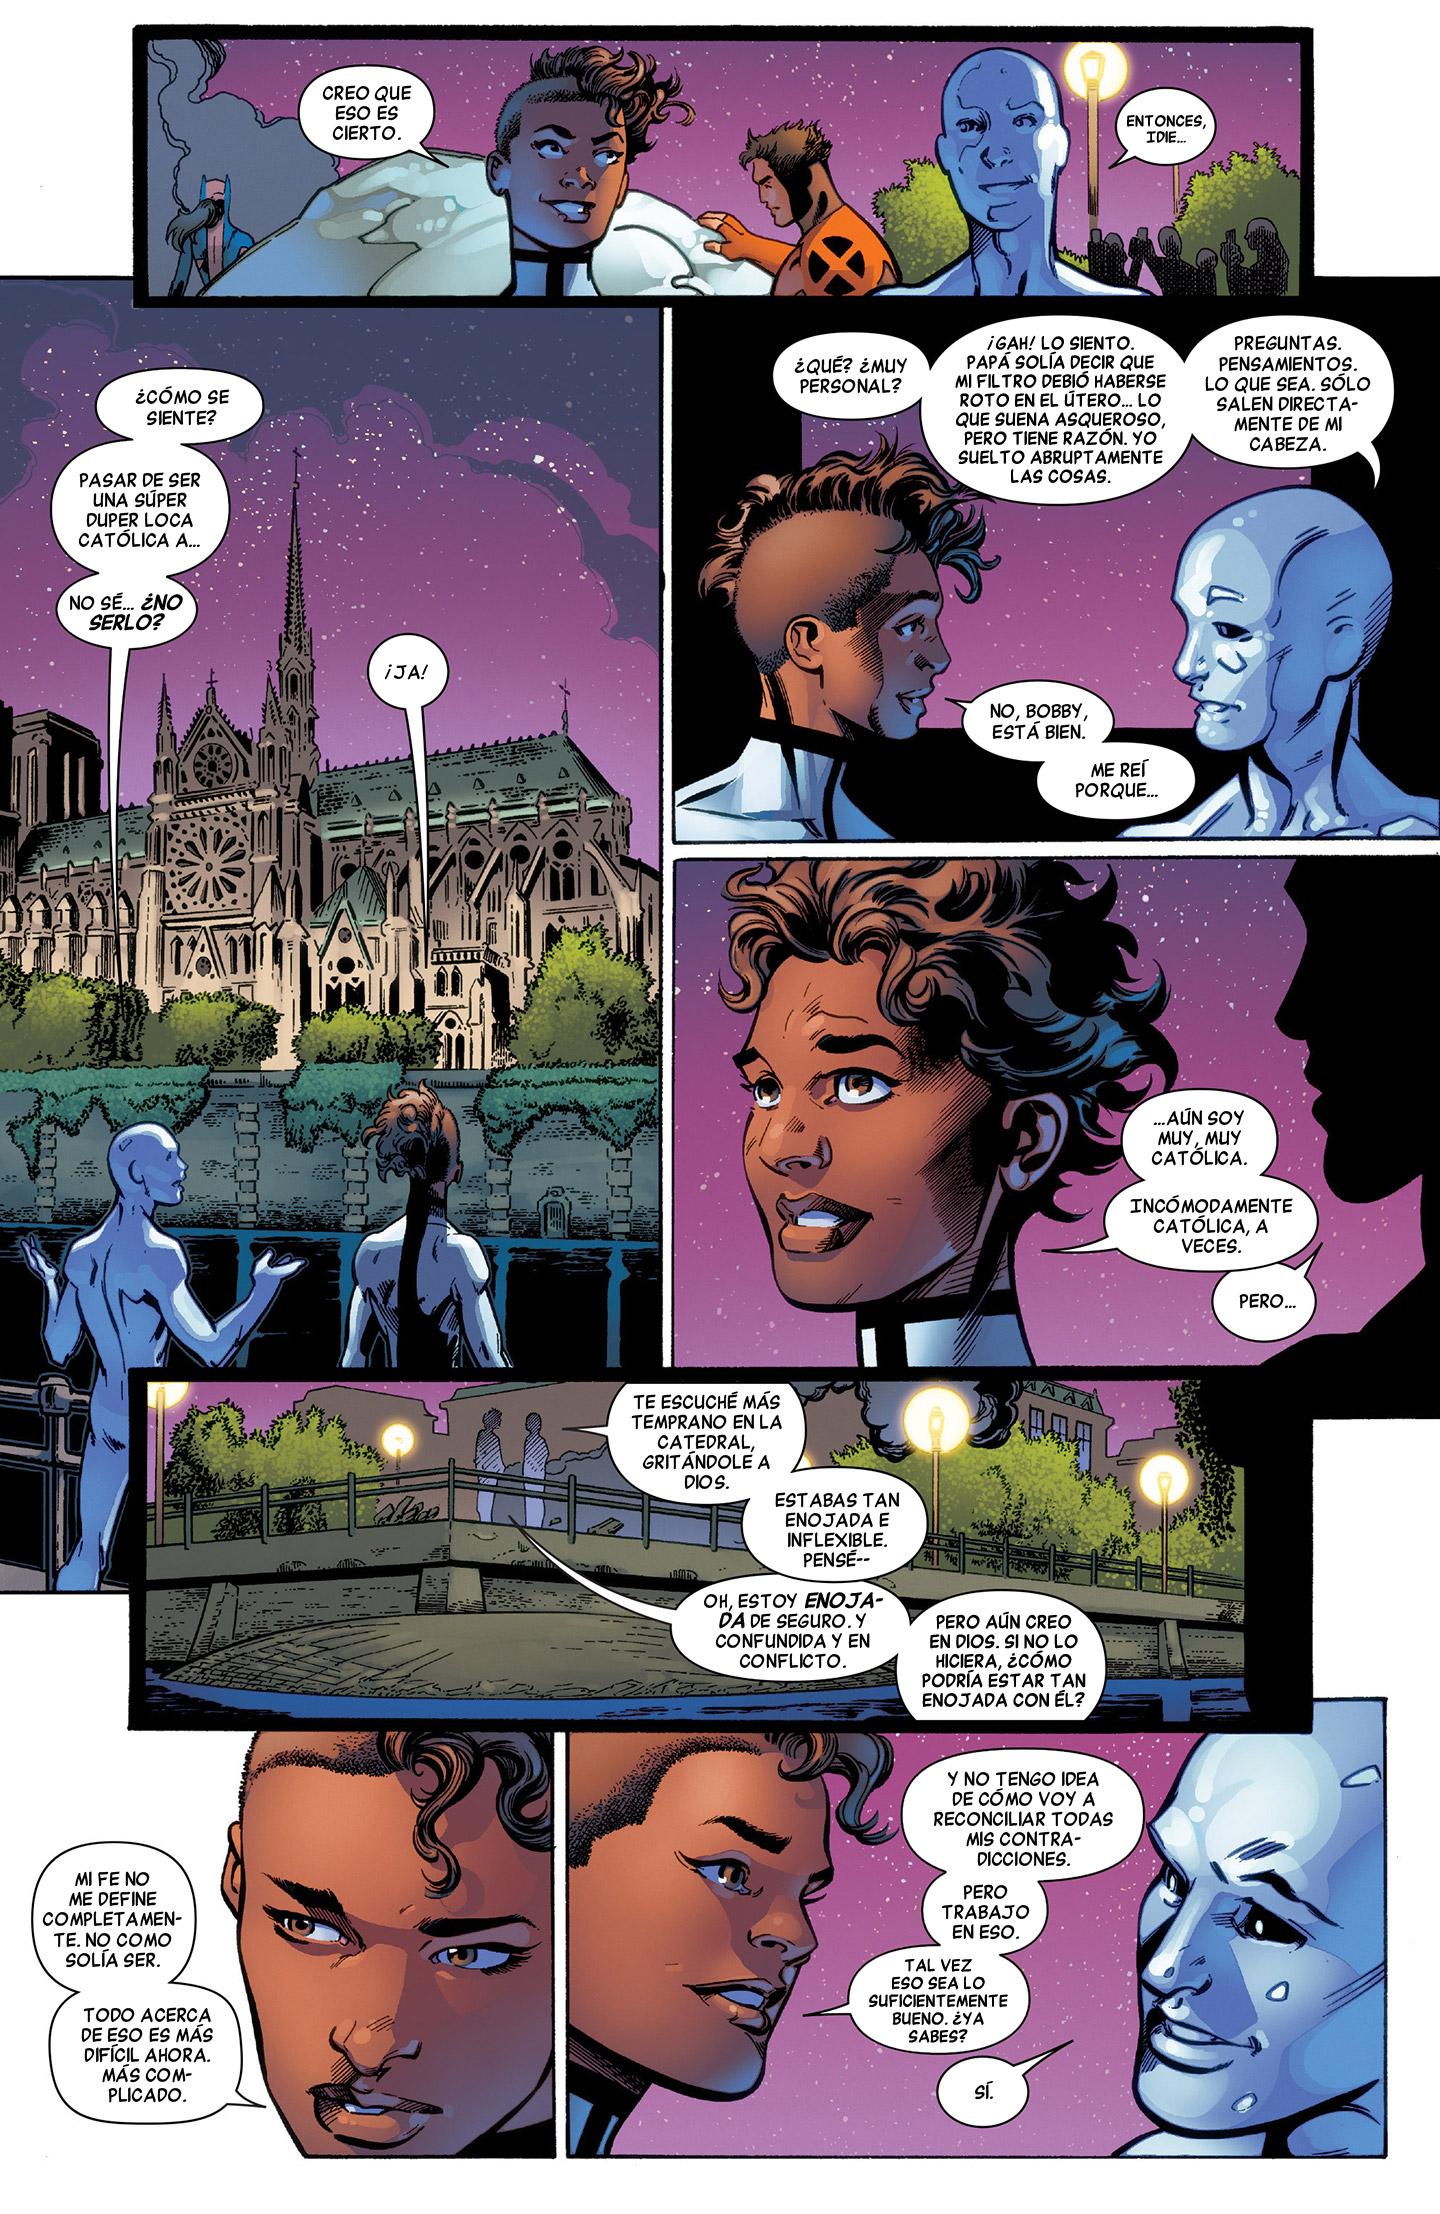 CREO QUE
ESO ES
CIERTO.
ENTONCES,
IDIE...
¿CÓMO SE
SIENTE?
PASAR DE SER
UNA SÚPER
DUPER LOCA
CATÓLICA A...
NO SÉ... ¿NO
SERLO?
¡JA!
¿QUÉ? ¿MUY
PERSONAL?
¡GAH! LO SIENTO.
PAPÁ SOLÍA DECIR QUE
MI FILTRO DEBIÓ HABERSE
ROTO EN EL ÚTERO... LO
QUE SUENA ASQUEROSO,
PERO TIENE RAZÓN. YO
SUELTO ABRUPTAMENTE
LAS COSAS.
PREGUNTAS.
PENSAMIENTOS.
LO QUE SEA. SÓLO
SALEN DIRECTA-
MENTE DE MI
CABEZA.
NO, BOBBY,
ESTÁ BIEN.
ME REÍ
PORQUE...
...AÚN SOY
MUY, MUY
CATÓLICA.
INCÓMODAMENTE
CATÓLICA, A
VECES.
PERO...
TE ESCUCHÉ MÁS
TEMPRANO EN LA
CATEDRAL,
GRITÁNDOLE A
DIOS.
ESTABAS TAN
ENOJADA E
INFLEXIBLE.
PENSÉ--
OH, ESTOY ENOJA-
DA DE SEGURO. Y
CONFUNDIDA Y EN
CONFLICTO.
PERO AÚN CREO
EN DIOS. SI NO LO
HICIERA, ¿CÓMO
PODRÍA ESTAR TAN
ENOJADA CON ÉL?
MI FE NO
ME DEFINE
COMPLETAMEN-
TE. NO COMO
SOLÍA SER.
TODO ACERCA
DE ESO ES MÁS
DIFÍCIL AHORA.
MÁS COM-
PLICADO.
Y NO TENGO IDEA
DE CÓMO VOY A
RECONCILIAR TODAS
MIS CONTRA-
DICCIONES.
PERO
TRABAJO
EN ESO.
TAL VEZ
ESO SEA LO
SUFICIENTEMENTE
BUENO. ¿YA
SABES?
SÍ.